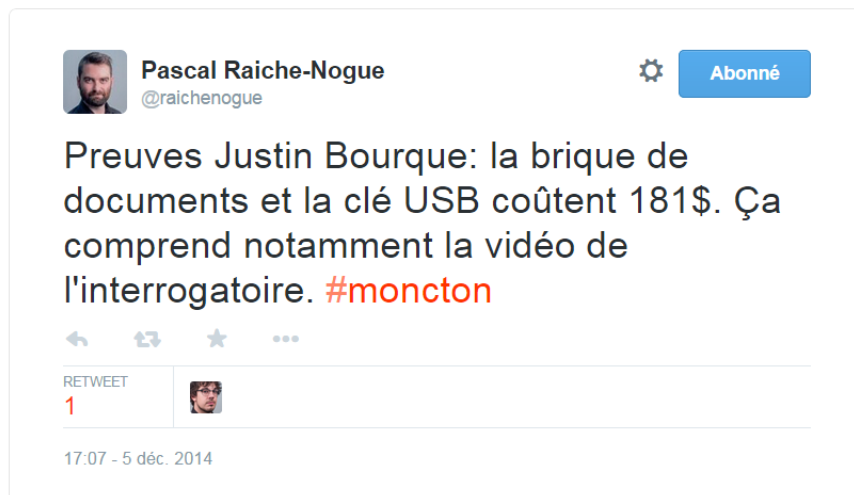 Pascal Raiche-Nogue
@raichenogue
Abonné
Preuves Justin Bourque: la brique de
documents et la clé USB coûtent 181$. Ça
comprend notamment la vidéo de
l'interrogatoire. #moncton
RETWEET
1
17:07 - 5 déc. 2014